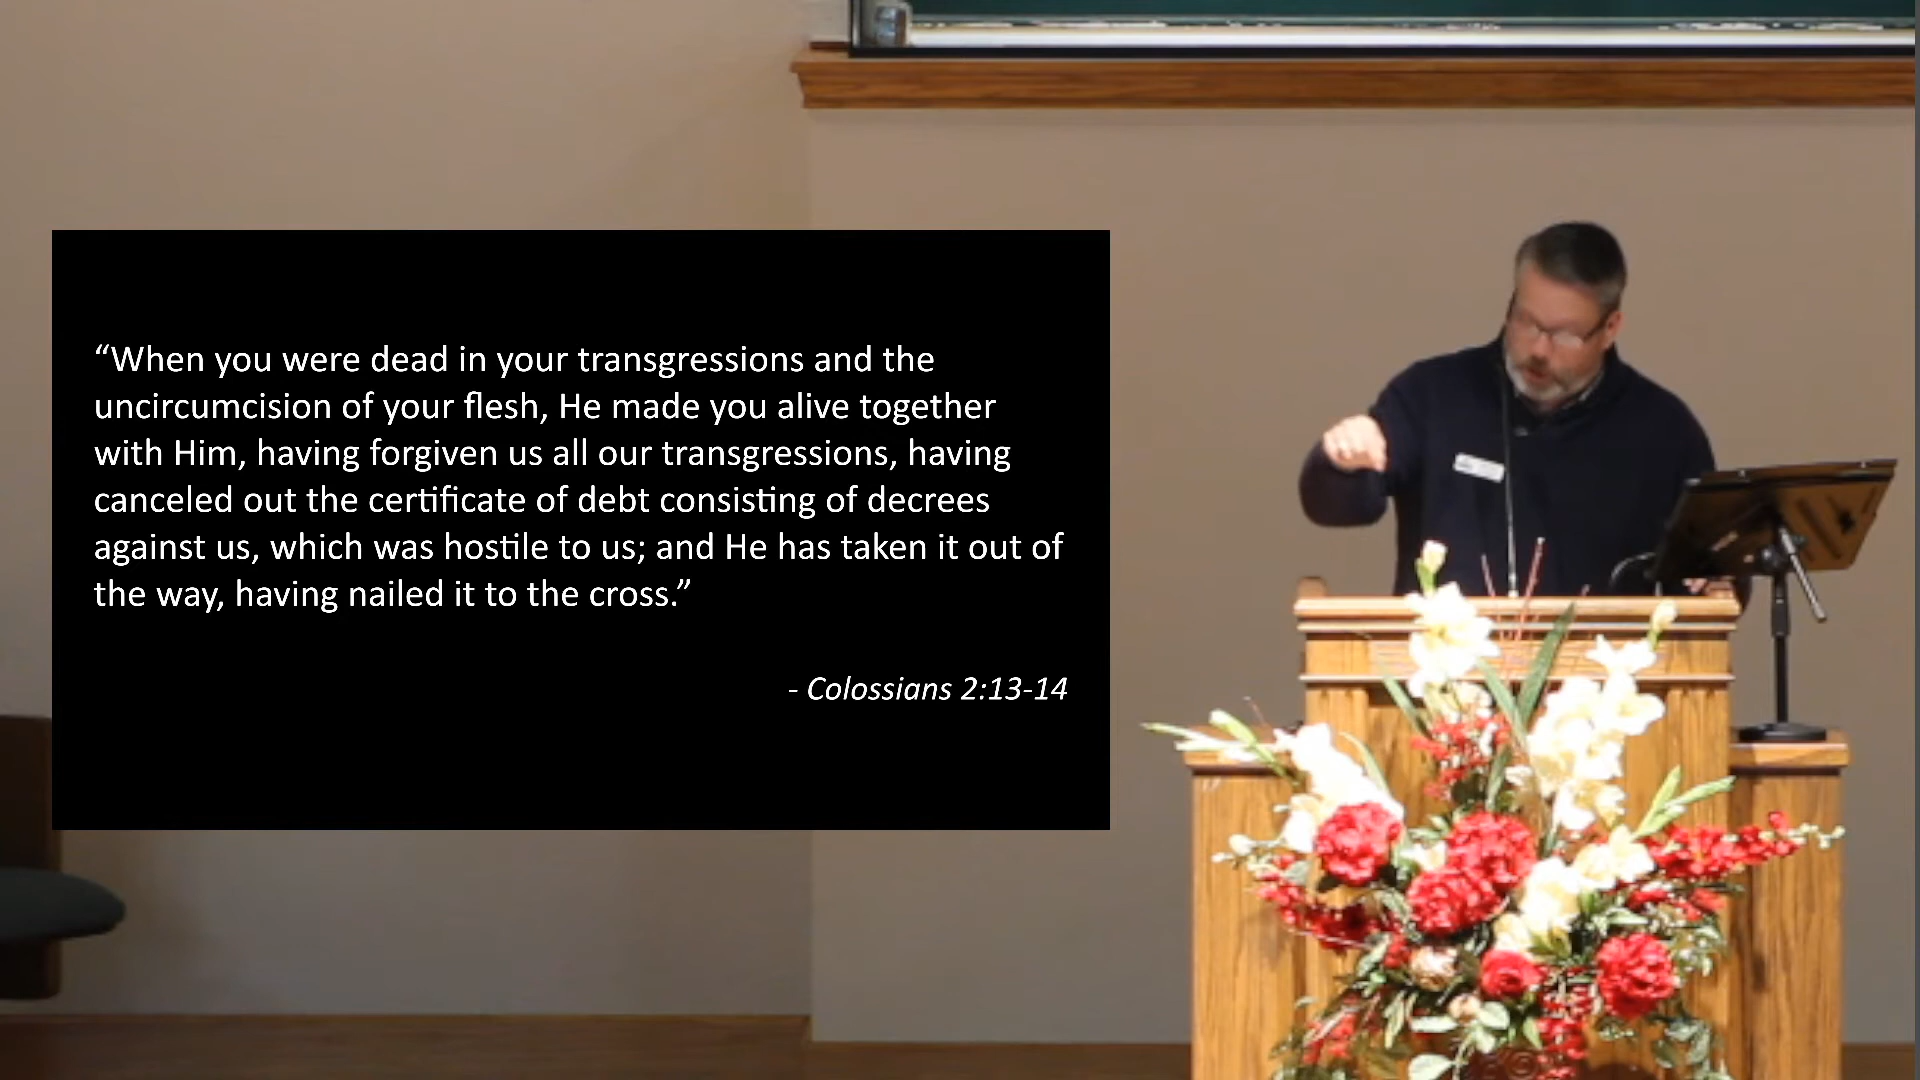 “When you were dead in your transgressions and the
uncircumcision of your flesh, He made you alive together
with Him, having forgiven us all our transgressions, having
canceled out the certificate of debt consisting of decrees
against us, which was hostile to us; and He has taken it out of
the way, having nailed it to the cross.”
- Colossians 2:13-14